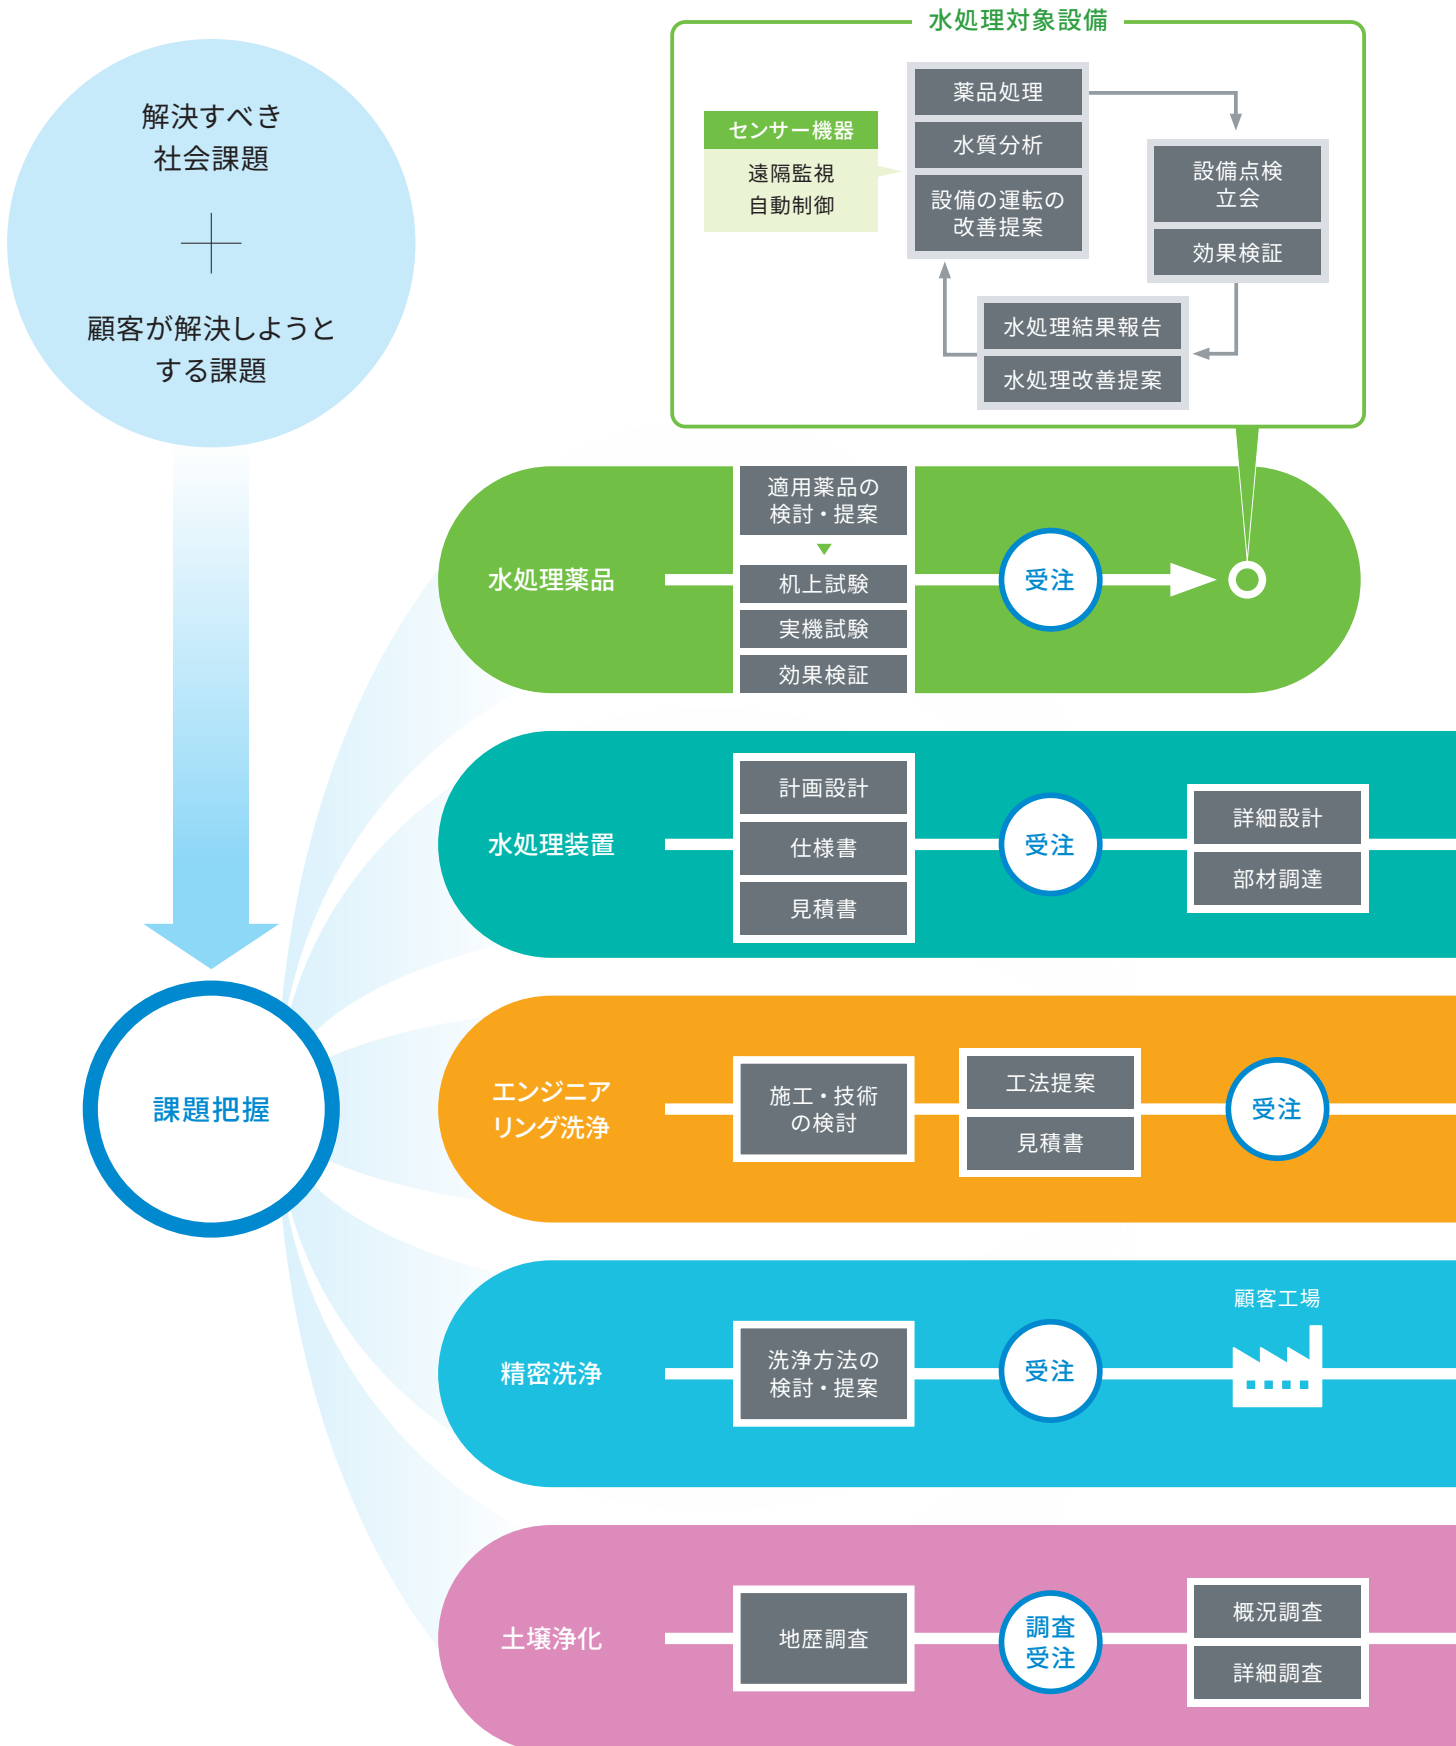 解決すべき
社会課題
顧客が解決しようと
する課題
課題把握
水処理対象設備
センサー機器
遠隔監視
自動制御
薬品処理
水質分析
設備の運転の
改善提案
設備点検
立会
効果検証
水処理結果報告
水処理改善提案
水処理薬品
適用薬品の
検討・提案
机上試験
実機試験
効果検証
受注
水処理装置
計画設計
仕様書
見積書
受注
詳細設計
部材調達
エンジニア
リング洗浄
施工・技術
の検討
工法提案
見積書
受注
精密洗浄
洗浄方法の
検討・提案
受注
顧客工場
土壌浄化
地歴調査
調査
受注
概況調査
詳細調査